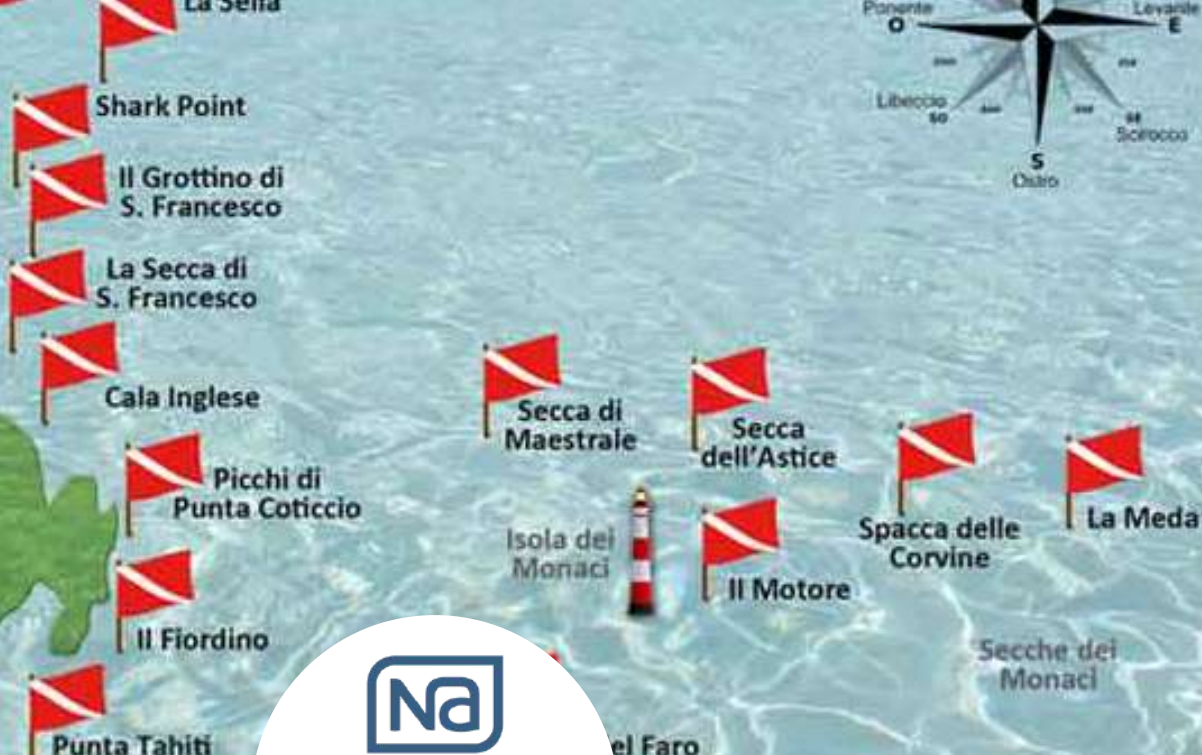 La Sella
Ponente
O
Levante
E
Libeccio
SO
SE
Scirocco
S
Ostro
Shark Point
Il Grottino di
S. Francesco
La Secca di
S. Francesco
Cala Inglese
Secca di
Maestrale
Secca
dell'Astice
Picchi di
Punta Coticcio
Spacca delle
Corvine
La Meda
Isola dei
Monaci
Il Motore
Il Fiordino
Secche dei
Monaci
Na
Punta Tahiti
el Faro